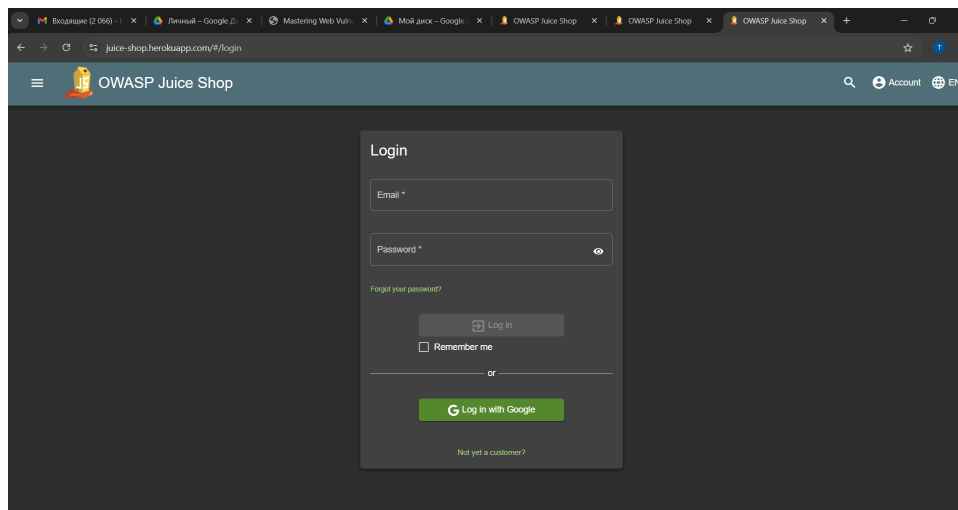 Входящие (2 066) - I
Личный – Google Ди
Mastering Web Vulne
Мой диск – Google
OWASP Juice Shop
OWASP Juice Shop
OWASP Juice Shop
juice-shop.herokuapp.com/#/login
T
OWASP Juice Shop
Account
EN
Login
Email *
Password *
Forgot your password?
Log in
Remember me
or
G Log in with Google
Not yet a customer?